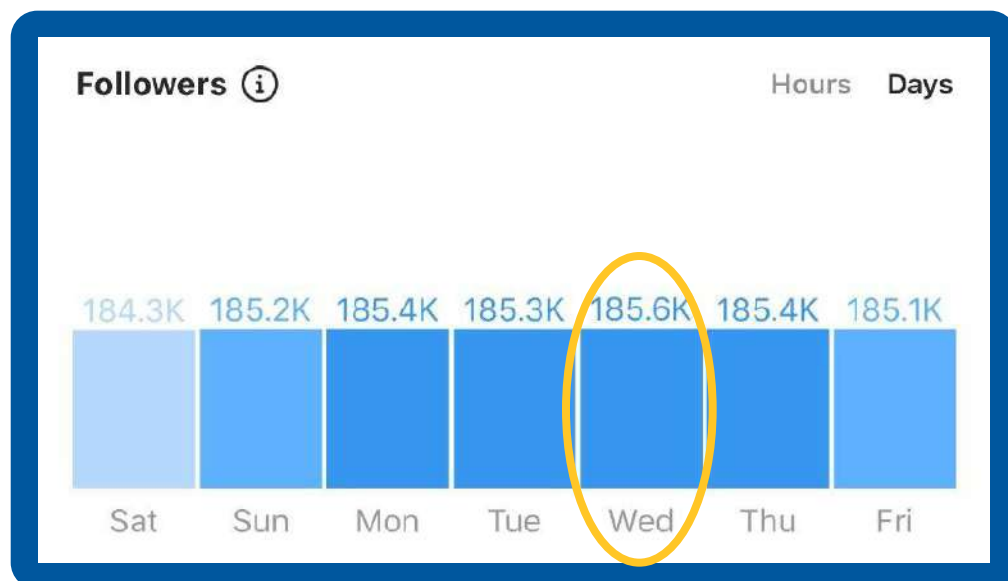 Followers Hours Days
184.3K 185.2K 185.4K 185.3K 185.6K 185.4K 185.1K
Sat Sun Mon Tue Wed Thu Fri